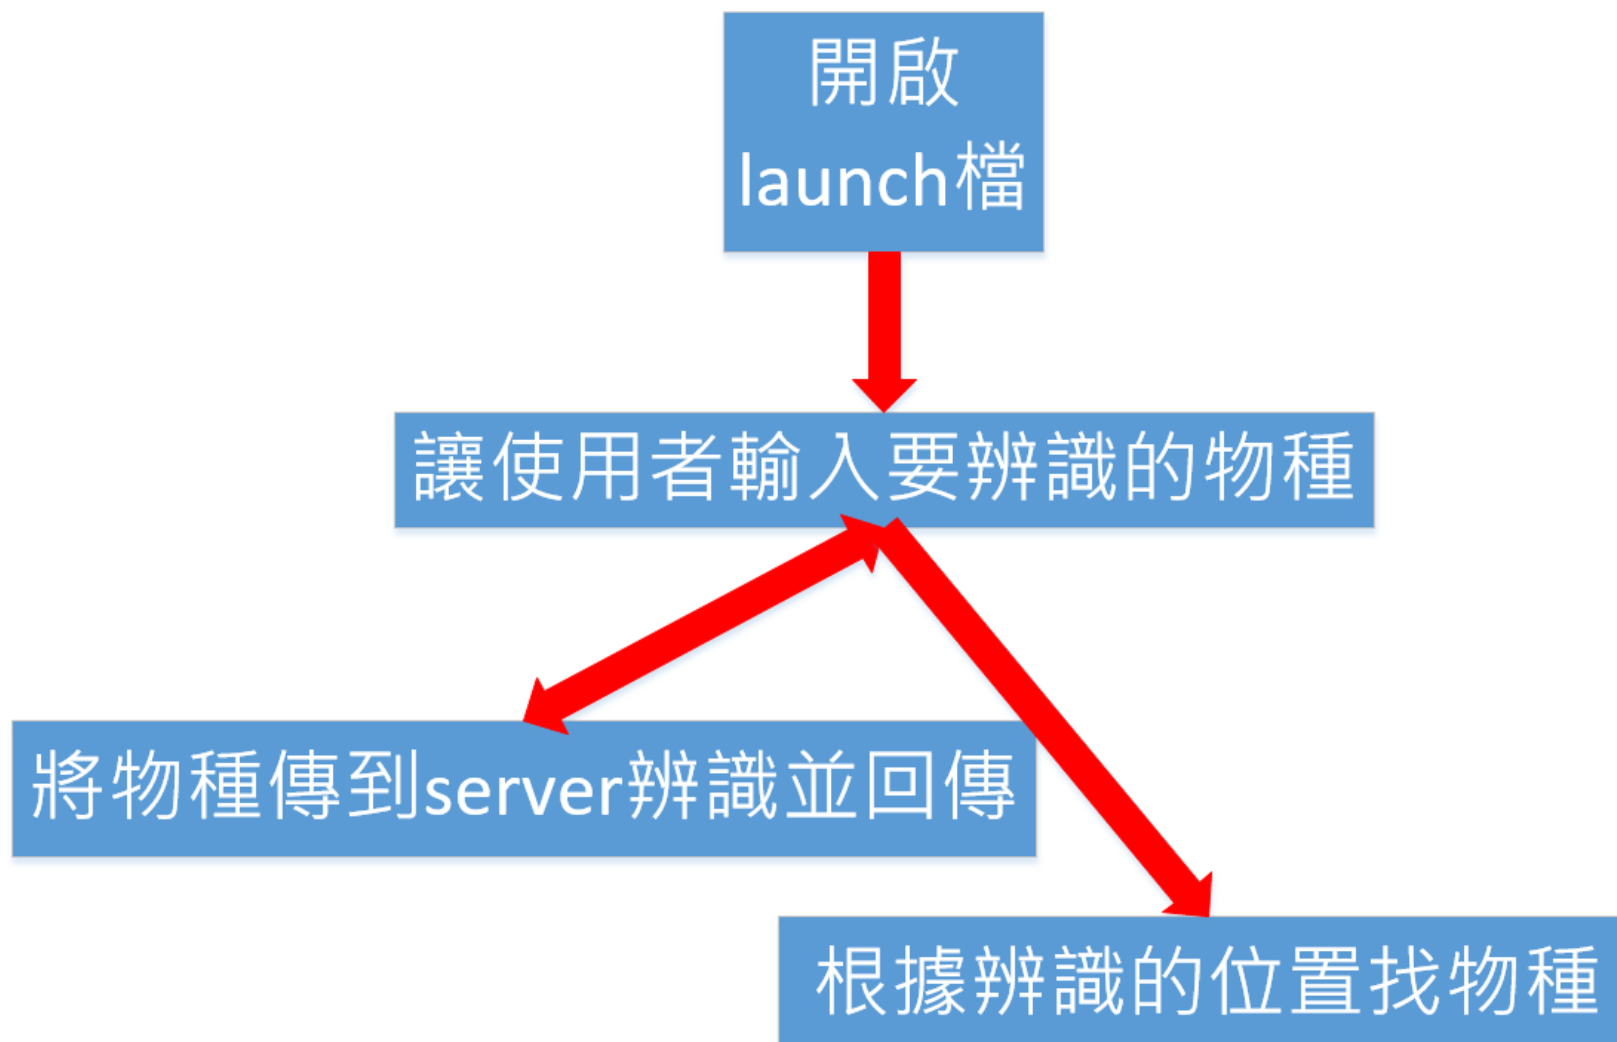 開啟
launch檔
讓使用者輸入要辨識的物種
將物種傳到server辨識並回傳
根據辨識的位置找物種